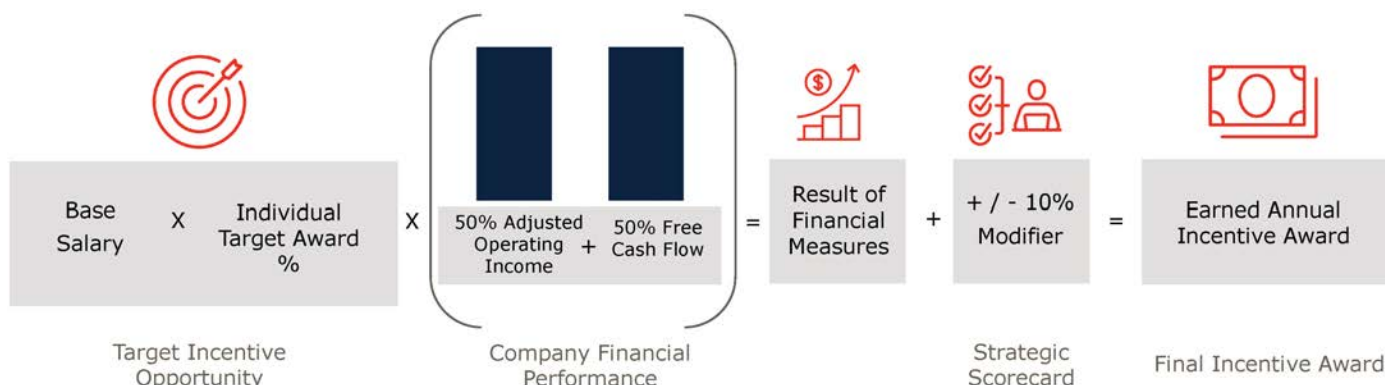 $
Base
Salary
X
Individual
Target Award
%
X
50% Adjusted
Operating
Income
+
50% Free
Cash Flow
=
Result of
Financial
Measures
+
+ / - 10%
Modifier
=
Earned Annual
Incentive Award
Target Incentive
Opportunity
Company Financial
Performance
Strategic
Scorecard
Final Incentive Award